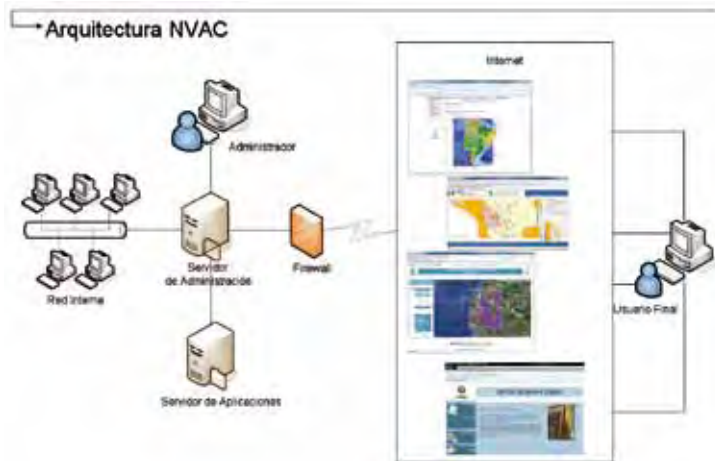 Arquitectura NVAC
Internet
Administrador
Servidor
de Administración
Firewall
Red Interna
Usuario Final
Servidor de Aplicaciones